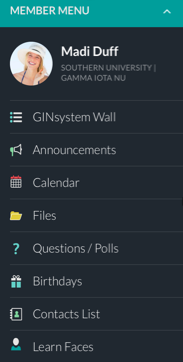 MEMBER MENU
Madi Duff
SOUTHERN UNIVERSITY |
GAMMA IOTA NU
GINsystem Wall
Announcements
Calendar
Files
Questions / Polls
Birthdays
Contacts List
Learn Faces